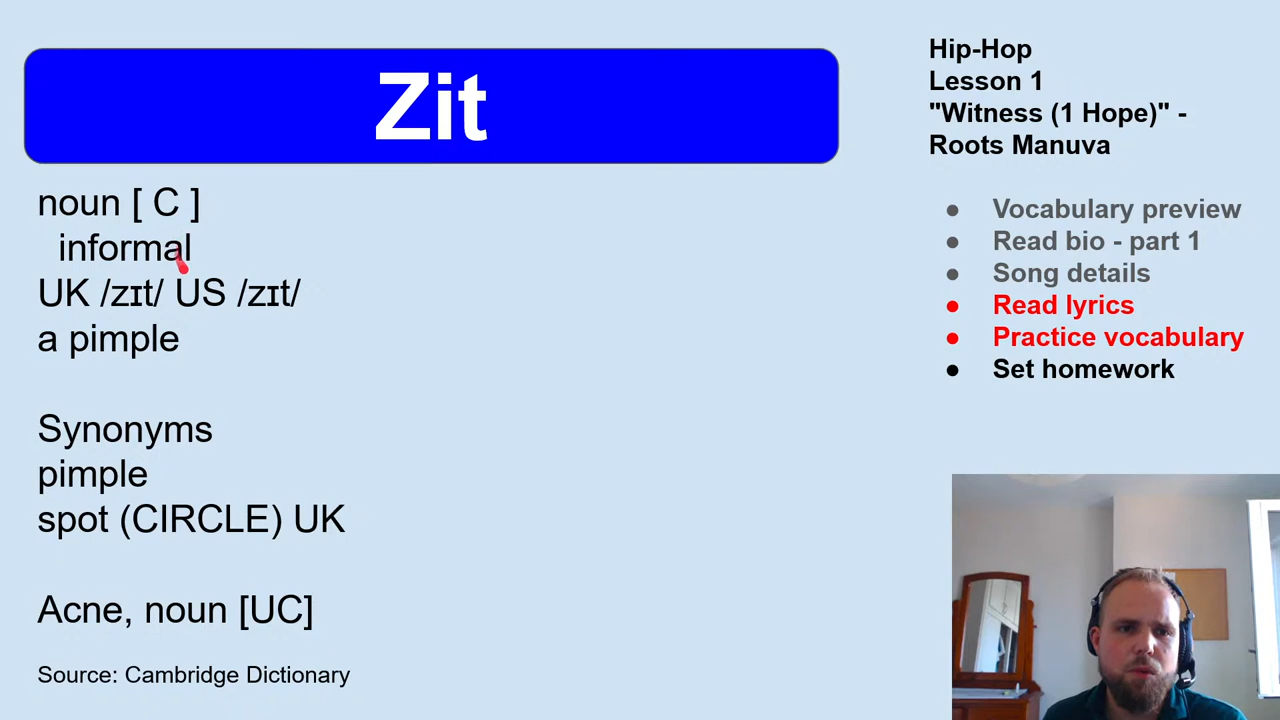 Zit
noun [ C ]
informal
UK /zɪt/ US /zɪt/
a pimple
Synonyms
pimple
spot (CIRCLE) UK
Acne, noun [UC]
Source: Cambridge Dictionary
Hip-Hop
Lesson 1
"Witness (1 Hope)" -
Roots Manuva
● Vocabulary preview
● Read bio - part 1
● Song details
● Read lyrics
● Practice vocabulary
● Set homework